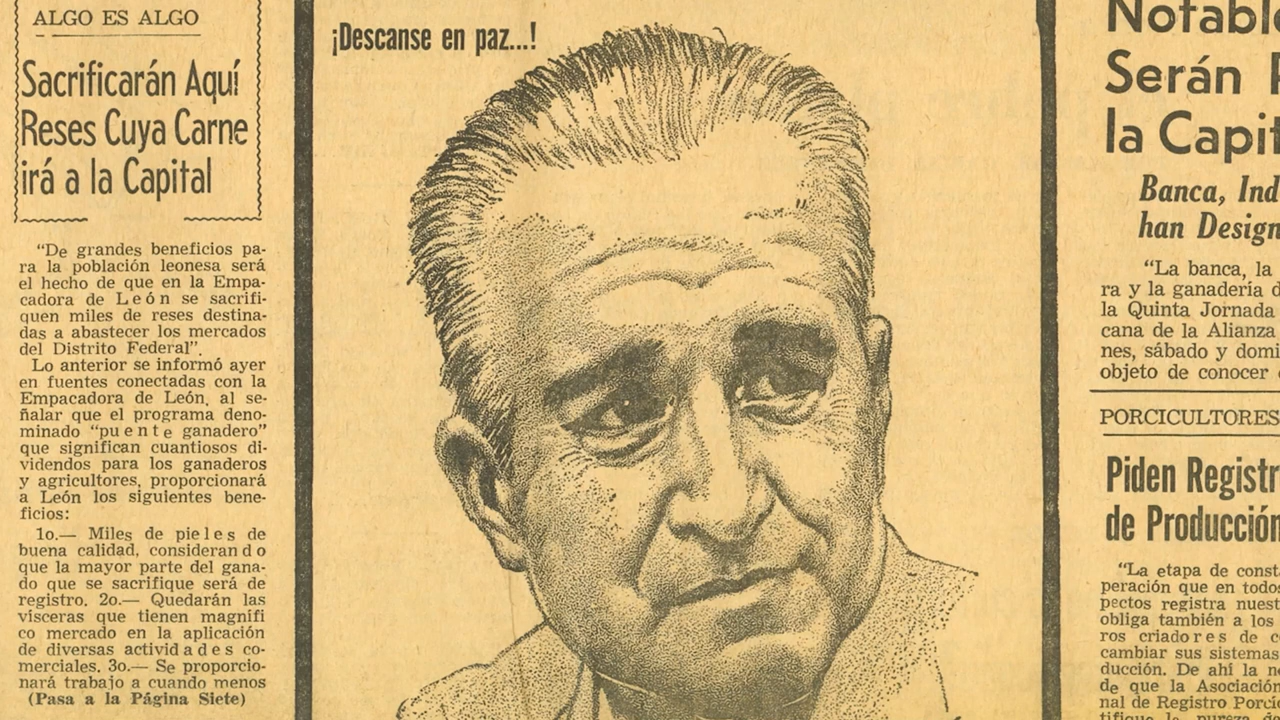 ALGO ES ALGO
Sacrificarán Aquí
Reses Cuya Carne
irá a la Capital
"De grandes beneficios pa-
ra la población leonesa será
el hecho de que en la Empa-
cadora de León se sacrifi-
quen miles de reses destina-
das a abastecer los mercados
del Distrito Federal".
Lo anterior se informó ayer
en fuentes conectadas con la
Empacadora de León, al se-
ñalar que el programa deno-
minado "puente ganadero"
que significan cuantiosos di-
videndos para los ganaderos
y agricultores, proporcionará
a León los siguientes bene-
ficios:
1o.— Miles de pieles de
buena calidad, considerando
que la mayor parte del gana-
do que se sacrifique será de
registro. 2o.— Quedarán las
vísceras que tienen magnífi
co mercado en la aplicación
de diversas actividades co-
merciales. 3o.— Se proporcio-
nará trabajo a cuando menos
(Pasa a la Página Siete)
¡Descanse en paz...!
Notable
Serán
la Capit
Banca, Ind
han Design
"La banca, la
ra y la ganadería d
la Quinta Jornada
cana de la Alianza
nes, sábado y domi
objeto de conocer
PORCICULTORES
Piden Registr
de Producción
"La etapa de const
peración que en todos
pectos registra nuest
obliga también a los
ros criadores de c
cambiar sus sistemas
ducción. De ahí la ne
de que la Asociación
nal de Registro Porci
tifique la pureza de